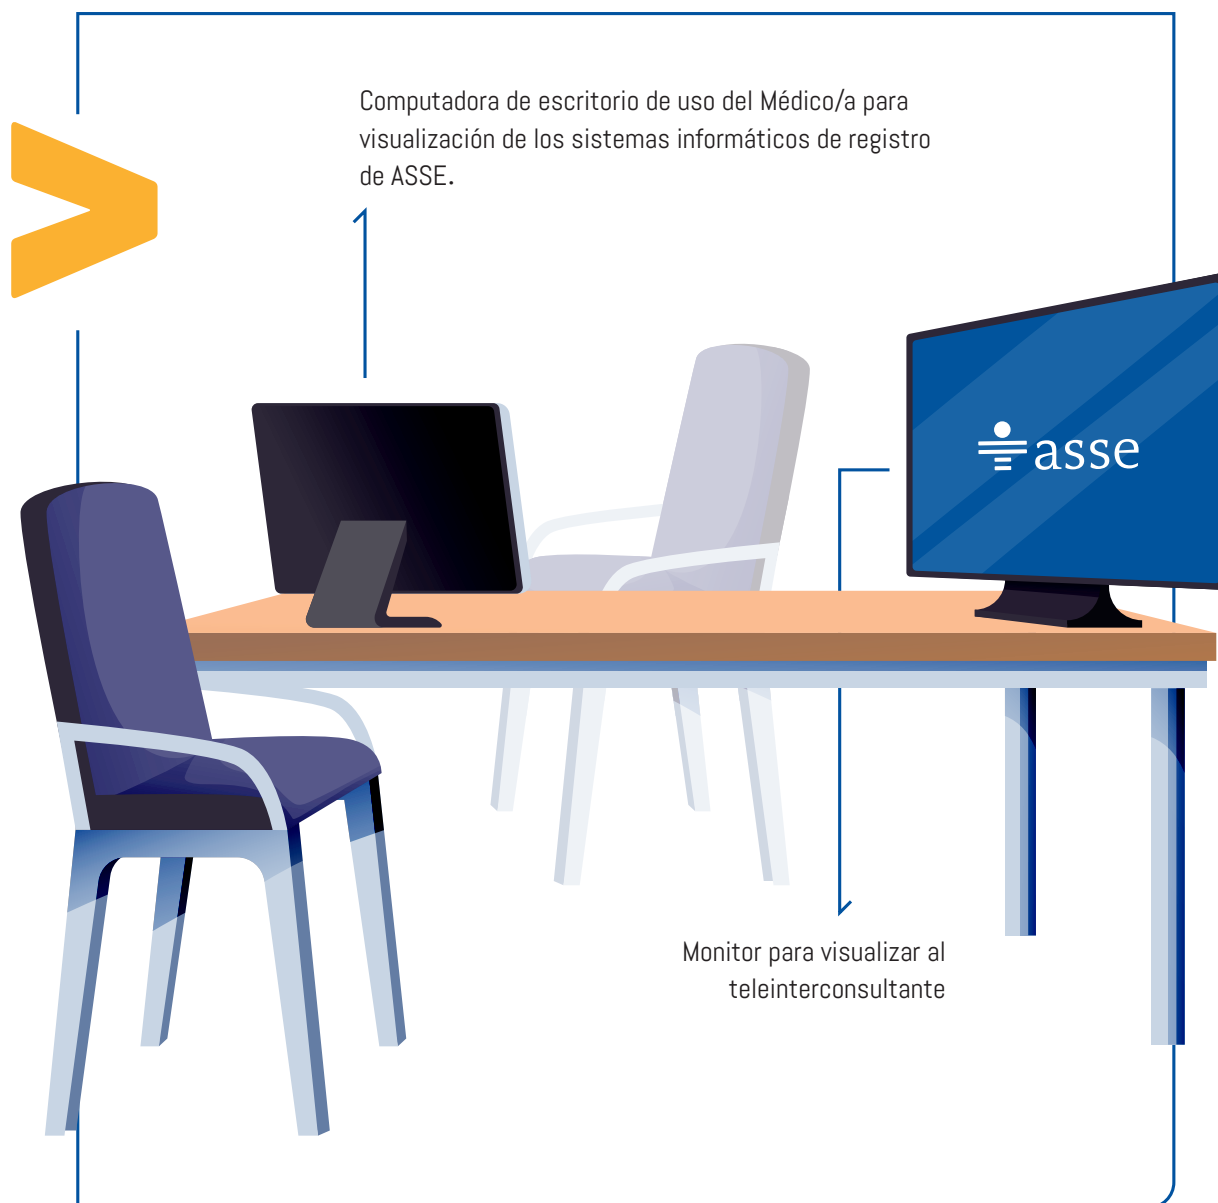 Computadora de escritorio de uso del Médico/a para
visualización de los sistemas informáticos de registro
de ASSE.
asse
Monitor para visualizar al
teleinterconsultante